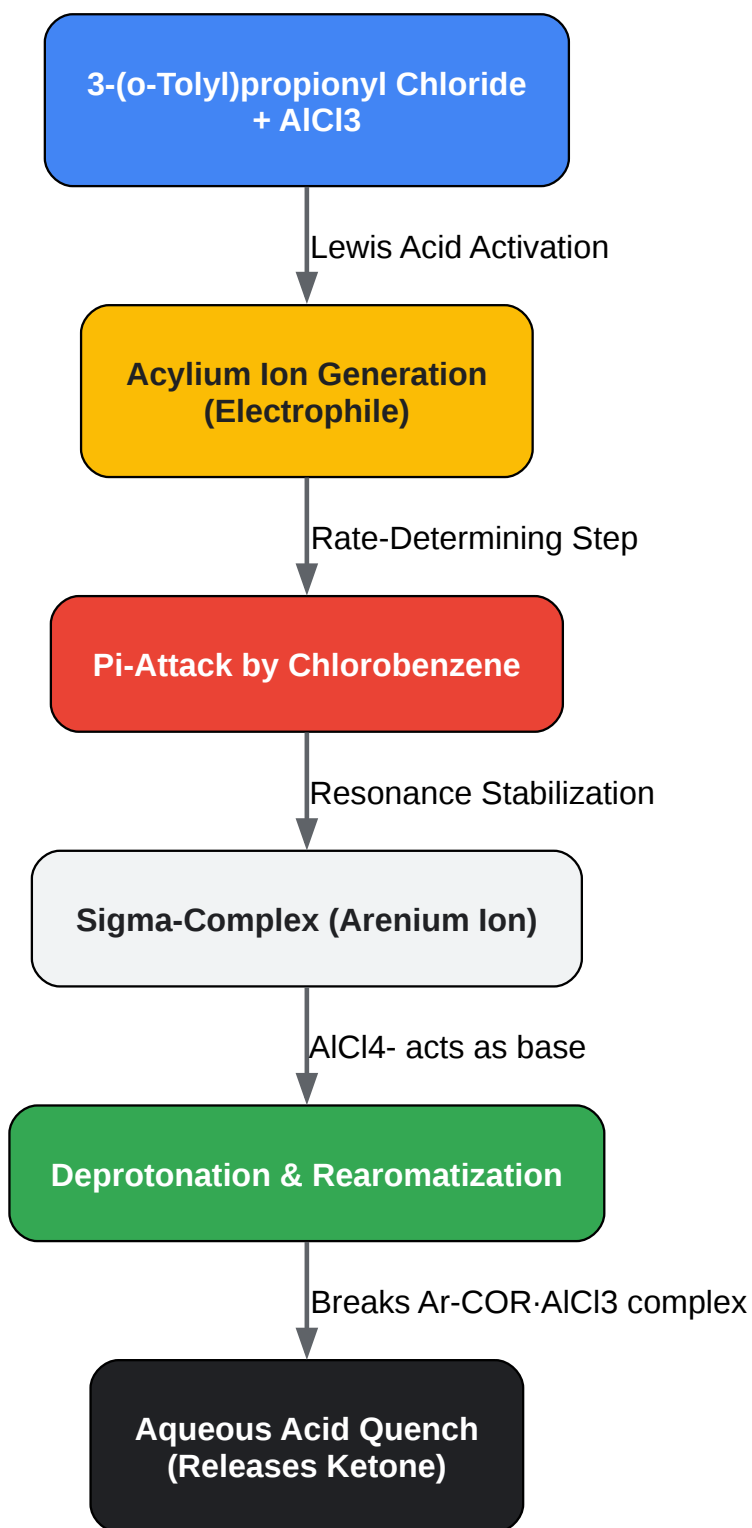 3-(o-Tolyl)propionyl Chloride
+ AlCl3
Lewis Acid Activation
Acylium Ion Generation
(Electrophile)
Rate-Determining Step
Pi-Attack by Chlorobenzene
Resonance Stabilization
Sigma-Complex (Arenium Ion)
AlCl4- acts as base
Deprotonation & Rearomatization
Breaks Ar-COR·AlCl3 complex
Aqueous Acid Quench
(Releases Ketone)